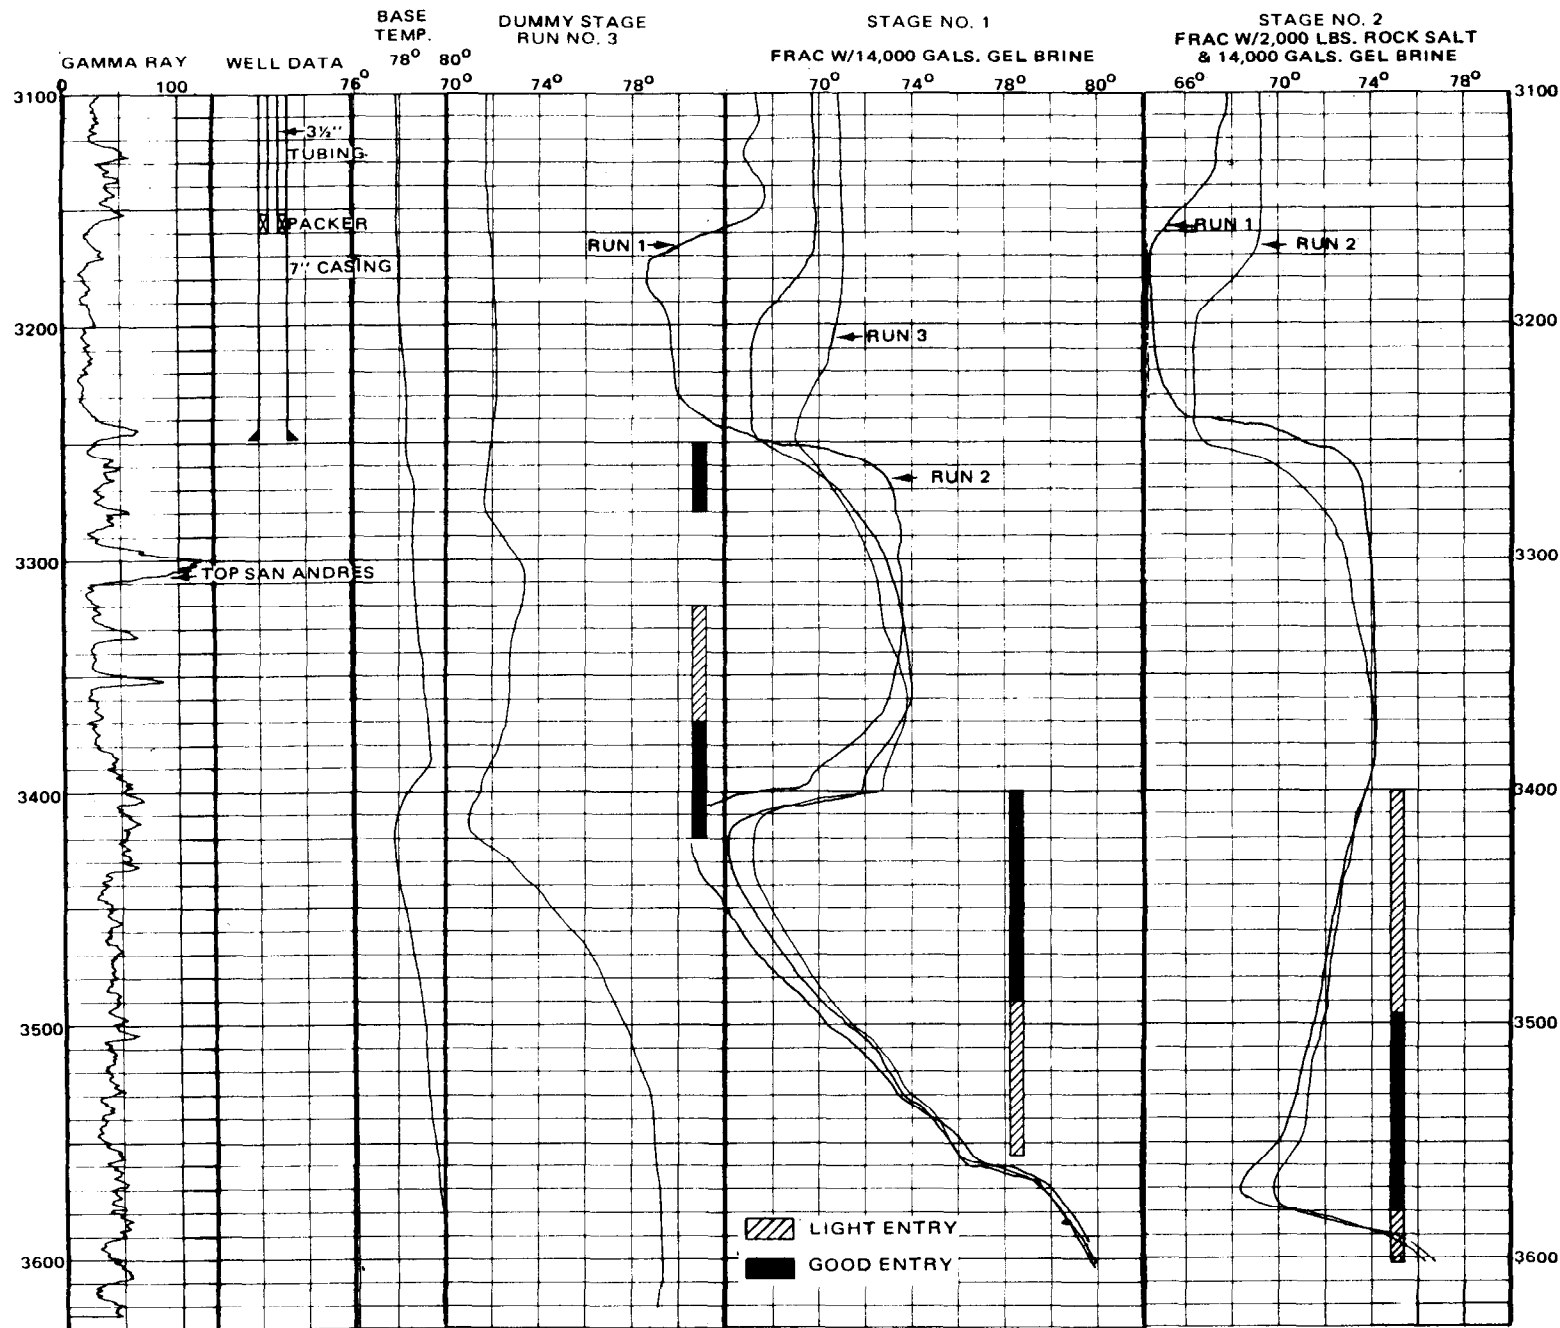 BASE
TEMP.
DUMMY STAGE
RUN NO. 3
STAGE NO. 1
STAGE NO. 2
FRAC W/2,000 LBS. ROCK SALT
& 14,000 GALS. GEL BRINE
GAMMA RAY
WELL DATA
78° 80°
FRAC W/14,000 GALS. GEL BRINE
0 100 76° 70° 74° 78° 70° 74° 80° 66° 70° 74° 78°
3100
3100
3½"
TUBING
PACKER
7" CASING
RUN 1
RUN 1
RUN 2
3200
RUN 3
3200
RUN 2
3300
TOP SAN ANDRES
3300
3400
3400
3500
3500
LIGHT ENTRY
GOOD ENTRY
3600
3600